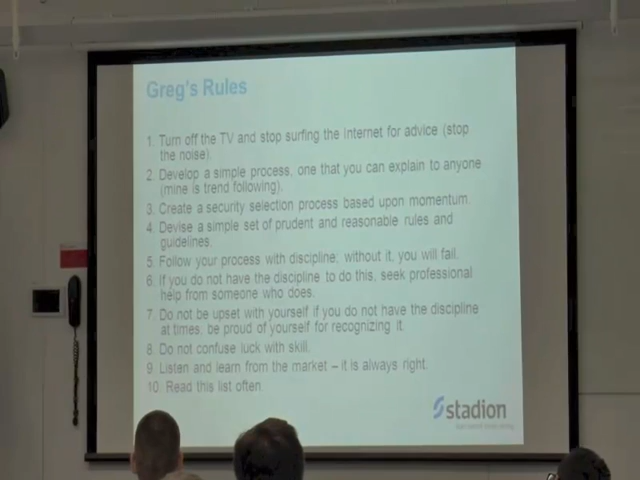 Greg's Rules
1. Turn off the TV and stop surfing the Internet for advice (stop
the noise).
2. Develop a simple process, one that you can explain to anyone
(mine is trend following).
3. Create a security selection process based upon momentum.
4. Devise a simple set of prudent and reasonable rules and
guidelines.
5. Follow your process with discipline; without it, you will fail.
6. If you do not have the discipline to do this, seek professional
help from someone who does.
7. Do not be upset with yourself if you do not have the discipline
at times, be proud of yourself for recognizing it.
8. Do not confuse luck with skill.
9. Listen and learn from the market – it is always right.
10. Read this list often.
stadion